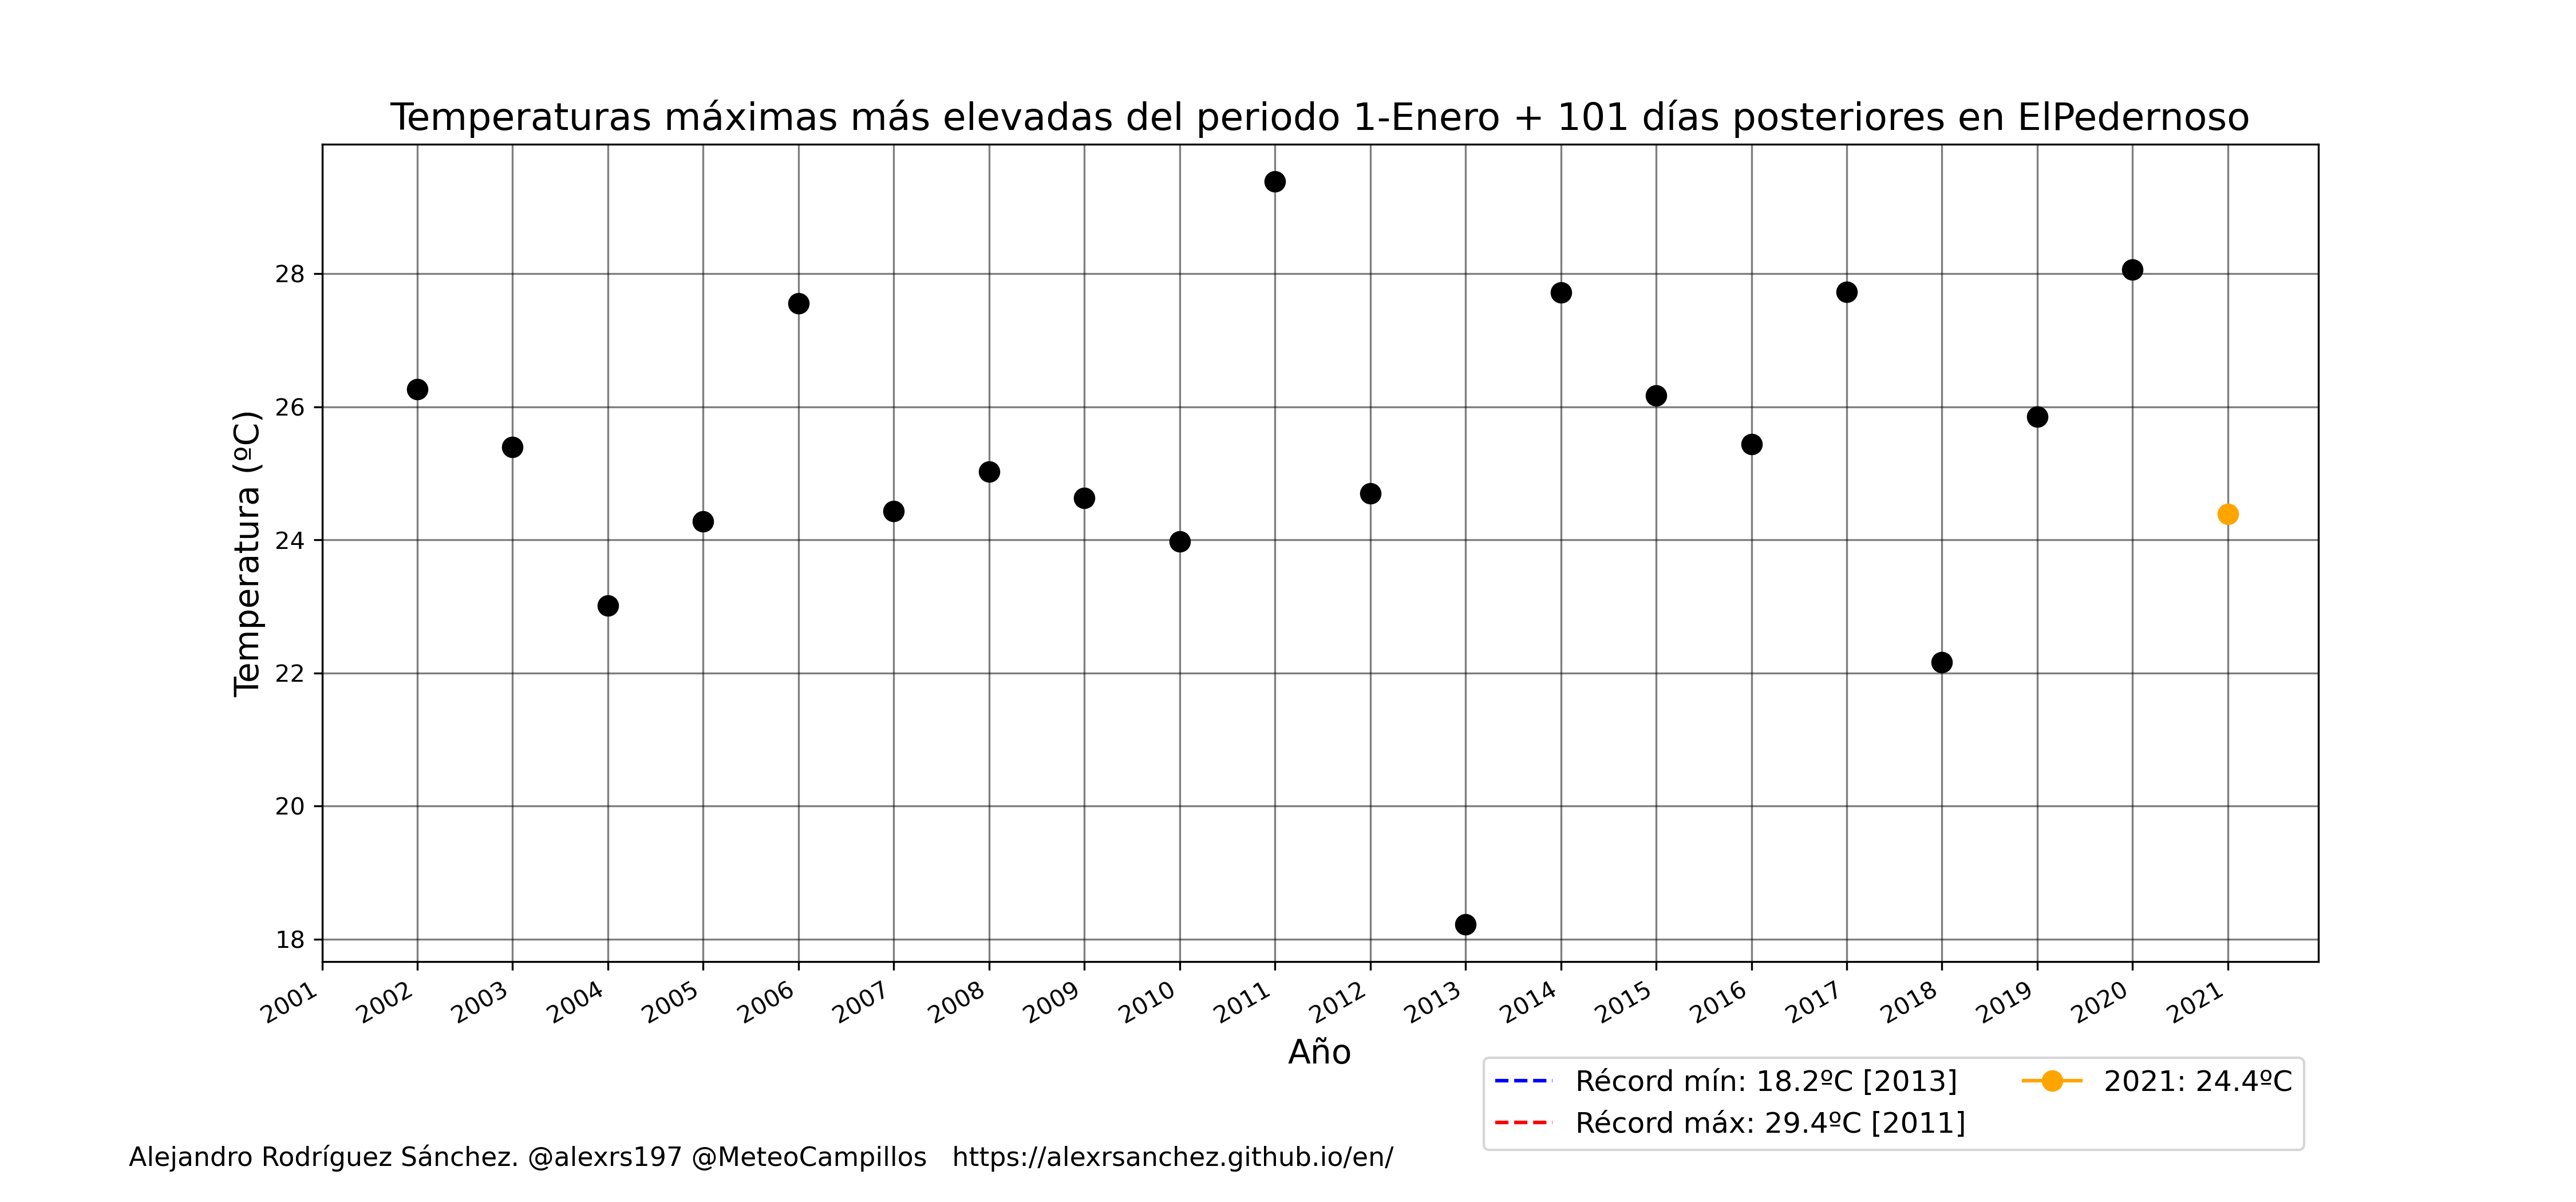 Temperaturas máximas más elevadas del periodo 1-Enero + 101 días posteriores en ElPedernoso
Temperatura (ºC)
28
26
24
22
20
18
2001 2002 2003 2004 2005 2006 2007 2008 2009 2010 2011 2012 2013 2014 2015 2016 2017 2018 2019 2020 2021
Año
Récord mín: 18.2ºC [2013]
Récord máx: 29.4ºC [2011]
2021: 24.4ºC
Alejandro Rodríguez Sánchez. @alexrs197 @MeteoCampillos   https://alexrsanchez.github.io/en/